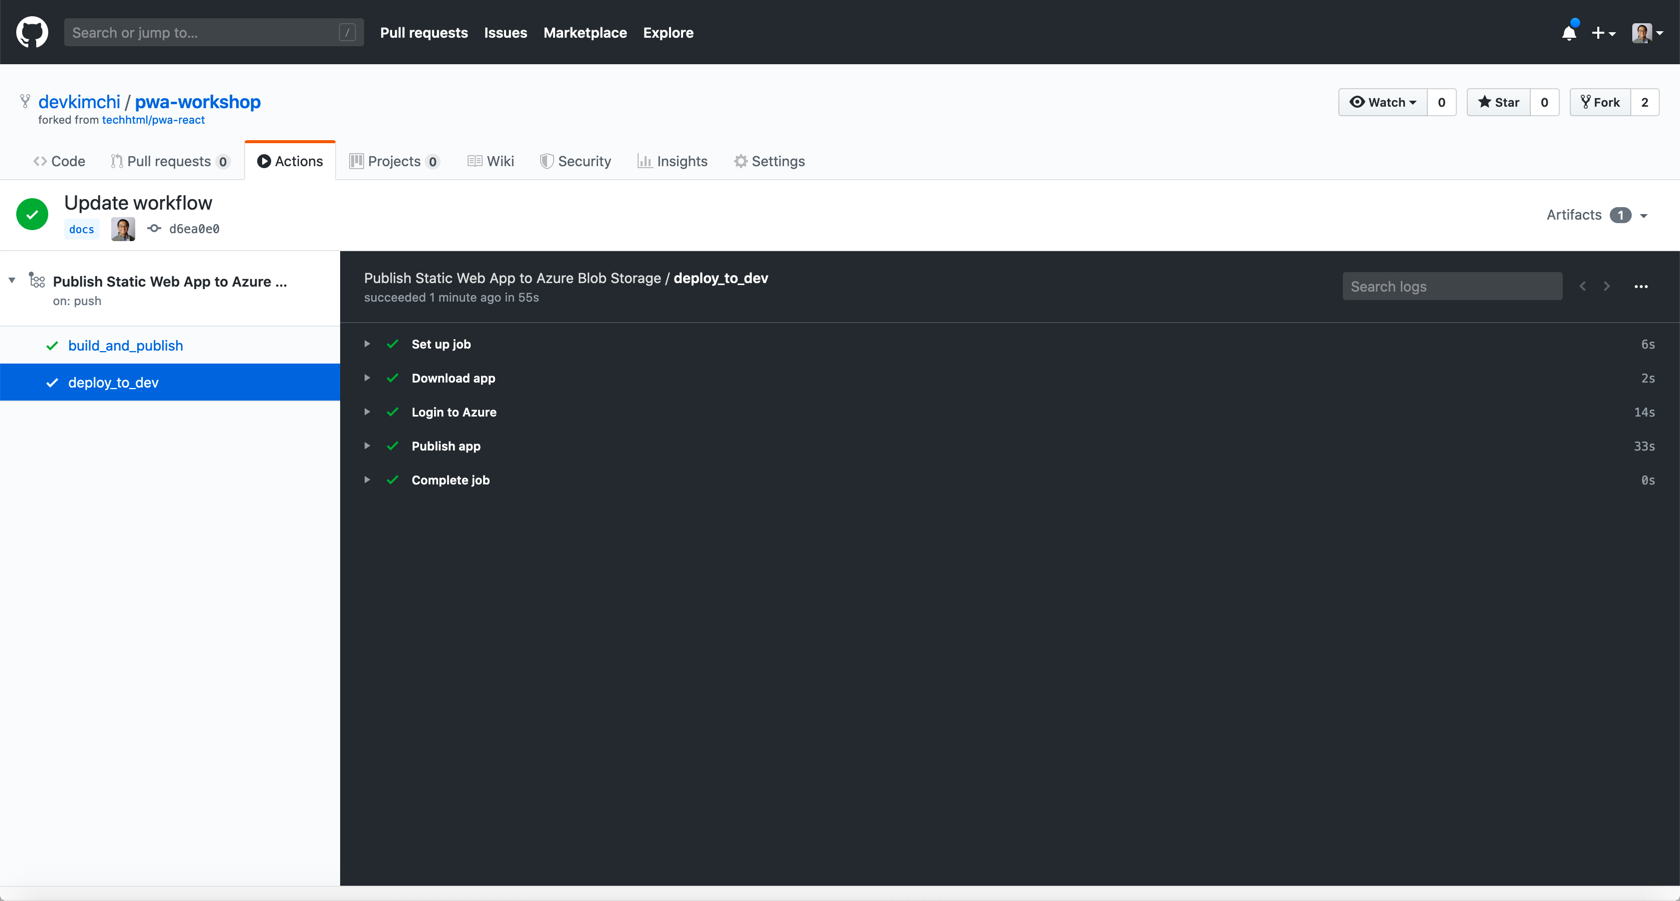 Search or jump to... /
Pull requests Issues Marketplace Explore
devkimchi / pwa-workshop
forked from techhtml/pwa-react
Watch 0 Star 0 Fork 2
Code Pull requests 0 Actions Projects 0 Wiki Security Insights Settings
Update workflow
docs d6ea0e0
Artifacts 1
Publish Static Web App to Azure ...
on: push
build_and_publish
deploy_to_dev
Publish Static Web App to Azure Blob Storage / deploy_to_dev
succeeded 1 minute ago in 55s
Search logs
Set up job 6s
Download app 2s
Login to Azure 14s
Publish app 33s
Complete job 0s